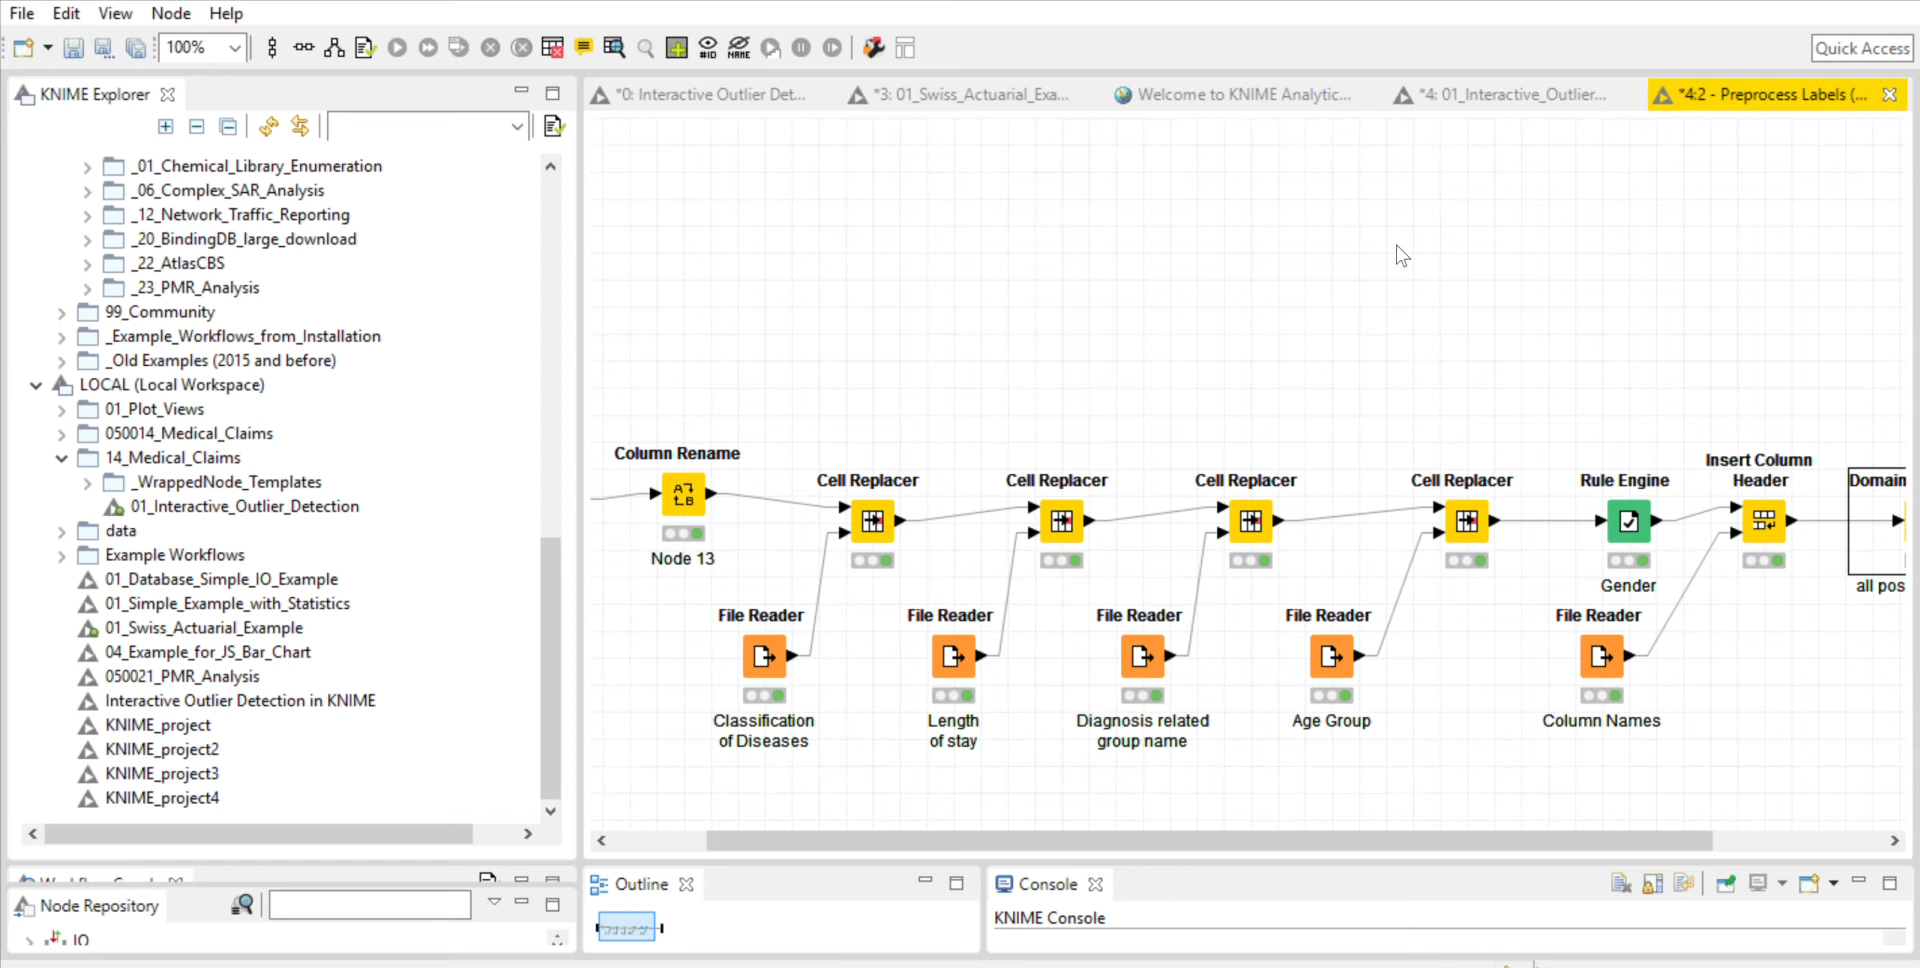 File Edit View Node Help
100%
#ID
NAME
Quick Access
KNIME Explorer
*0: Interactive Outlier Det...
*3: 01_Swiss_Actuarial_Exa...
Welcome to KNIME Analytic...
*4: 01_Interactive_Outlier...
*4:2 - Preprocess Labels (...
_01_Chemical_Library_Enumeration
_06_Complex_SAR_Analysis
_12_Network_Traffic_Reporting
_20_BindingDB_large_download
_22_AtlasCBS
_23_PMR_Analysis
99_Community
_Example_Workflows_from_Installation
_Old Examples (2015 and before)
LOCAL (Local Workspace)
01_Plot_Views
050014_Medical_Claims
14_Medical_Claims
_WrappedNode_Templates
01_Interactive_Outlier_Detection
data
Example Workflows
01_Database_Simple_IO_Example
01_Simple_Example_with_Statistics
01_Swiss_Actuarial_Example
04_Example_for_JS_Bar_Chart
050021_PMR_Analysis
Interactive Outlier Detection in KNIME
KNIME_project
KNIME_project2
KNIME_project3
KNIME_project4
Column Rename
Node 13
Cell Replacer
Cell Replacer
Cell Replacer
Cell Replacer
Rule Engine
Gender
Insert Column
Header
Domain
all pos
File Reader
Classification
of Diseases
File Reader
Length
of stay
File Reader
Diagnosis related
group name
File Reader
Age Group
File Reader
Column Names
Node Repository
IO
Outline
Console
KNIME Console